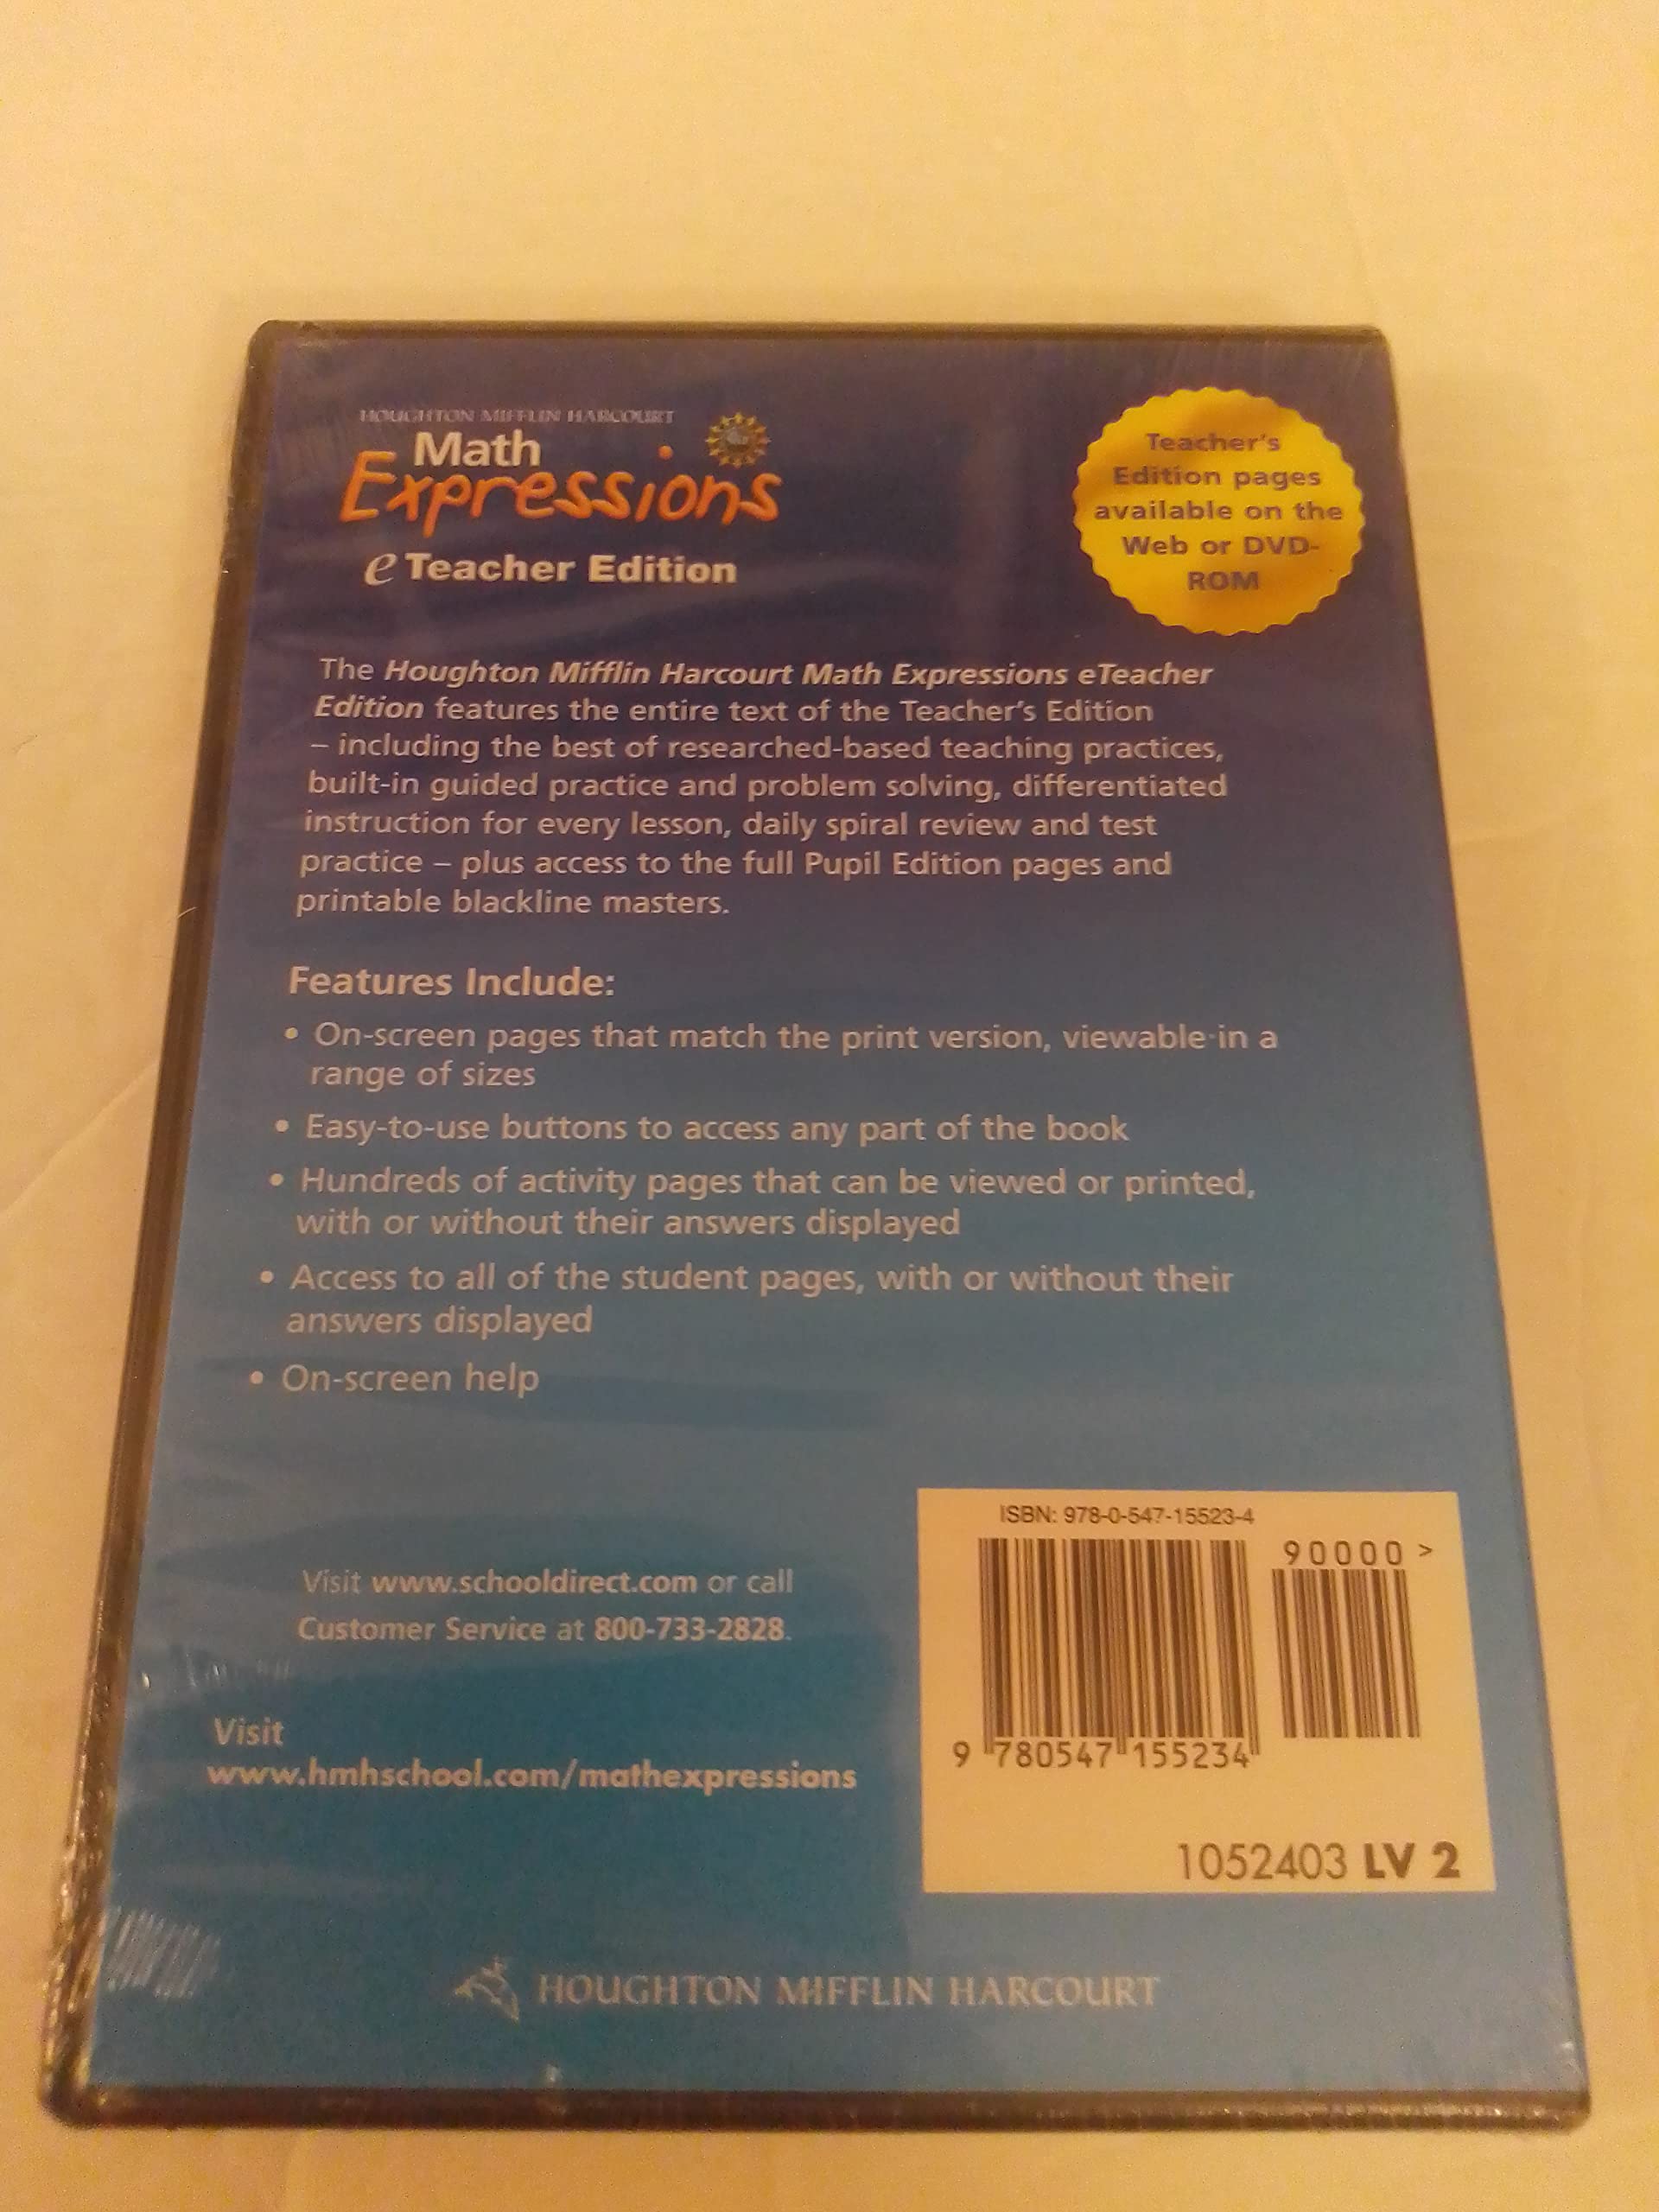 HOUGHTON MIFFLIN HARCOURT
Math
Expressions
e Teacher Edition
Teacher's
Edition pages
available on the
Web or DVD-
ROM
The Houghton Mifflin Harcourt Math Expressions eTeacher
Edition features the entire text of the Teacher's Edition
– including the best of researched-based teaching practices,
built-in guided practice and problem solving, differentiated
instruction for every lesson, daily spiral review and test
practice – plus access to the full Pupil Edition pages and
printable blackline masters.
Features Include:
• On-screen pages that match the print version, viewable in a
range of sizes
• Easy-to-use buttons to access any part of the book
• Hundreds of activity pages that can be viewed or printed,
with or without their answers displayed
• Access to all of the student pages, with or without their
answers displayed
• On-screen help
Visit www.schooldirect.com or call
Customer Service at 800-733-2828.
Visit
www.hmhschool.com/mathexpressions
ISBN: 978-0-547-15523-4
90000 >
9 780547 155234
1052403 LV 2
HOUGHTON MIFFLIN HARCOURT